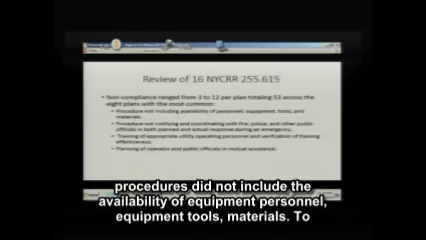 Review of 16 NYCRR 255.615
• Non-compliance ranged from 3 to 12 per plan totaling 53 across the
eight plans with the most common:
• Procedure not including availability of personnel, equipment, tools, and
materials.
• Procedure not notifying and coordinating with fire, police, and other public
officials in both planned and actual response during an emergency.
• Training of appropriate utility operating personnel and verification of training
effectiveness.
• Planning of operator and public officials in mutual assistance.
procedures did not include the
availability of equipment personnel,
equipment tools, materials. To